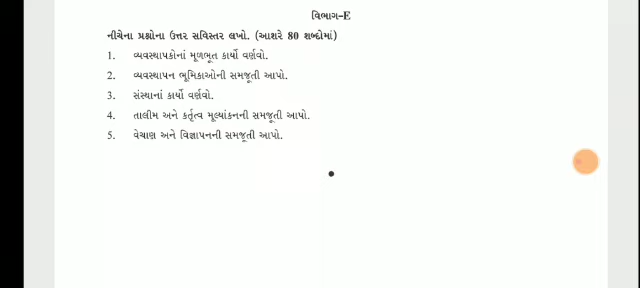 વિભાગ–E
નીચેના પ્રશ્નોના ઉત્તર સવિસ્તર લખો. (આશરે 80 શબ્દોમાં)
1. વ્યવસ્થાપકોનાં મૂળભૂત કાર્યો વર્ણવો.
2. વ્યવસ્થાપન ભૂમિકાઓની સમજૂતી આપો.
3. સંસ્થાનાં કાર્યો વર્ણવો.
4. તાલીમ અને કર્તૃત્વ મૂલ્યાંકનની સમજૂતી આપો.
5. વેચાણ અને વિજ્ઞાપનની સમજૂતી આપો.